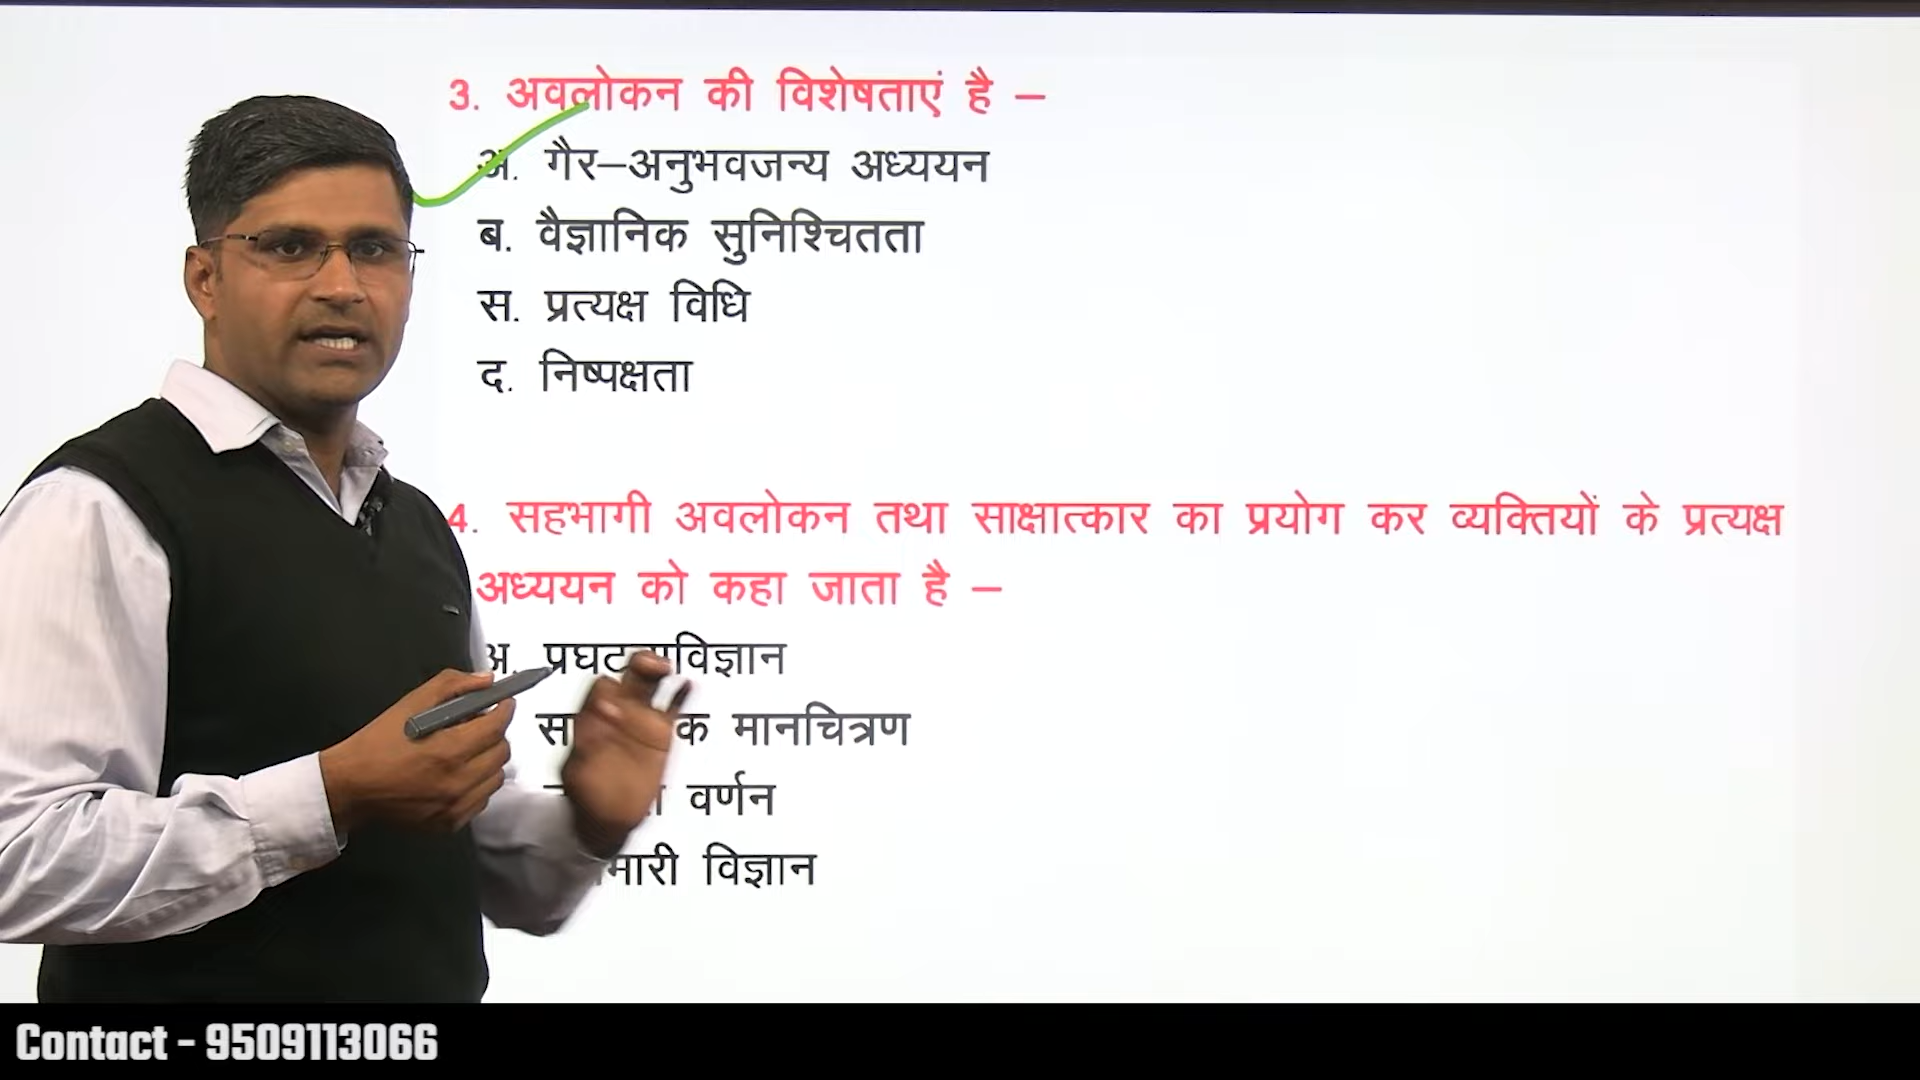 3. अवलोकन की विशेषताएं है –
अ. गैर–अनुभवजन्य अध्ययन
ब. वैज्ञानिक सुनिश्चितता
स. प्रत्यक्ष विधि
द. निष्पक्षता
4. सहभागी अवलोकन तथा साक्षात्कार का प्रयोग कर व्यक्तियों के प्रत्यक्ष
अध्ययन को कहा जाता है –
अ. प्रघटनाविज्ञान
मानचित्रण
वर्णन
विज्ञान
Contact - 9509113066